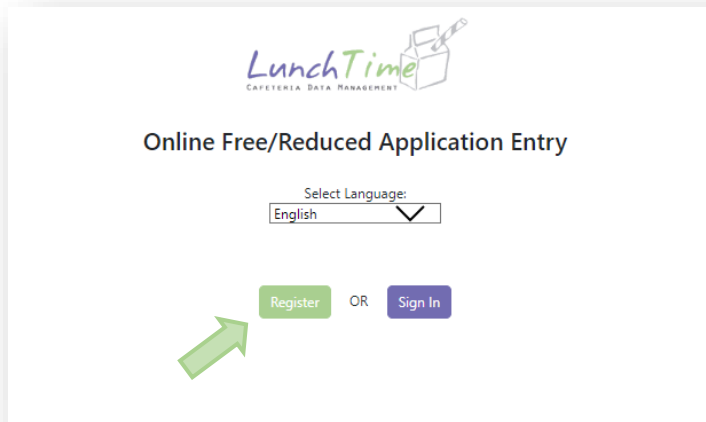 LunchTime
CAFETERIA DATA MANAGEMENT
Online Free/Reduced Application Entry
Select Language:
English
Register OR Sign In